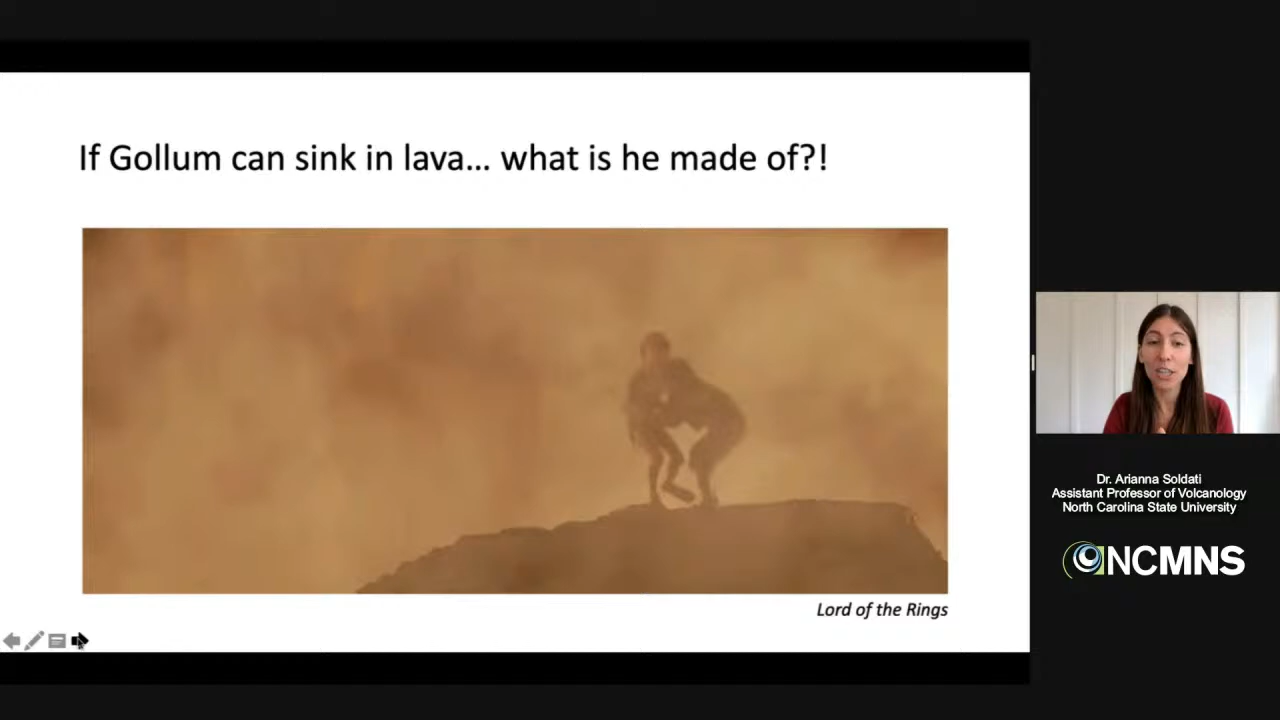 If Gollum can sink in lava... what is he made of?!
Lord of the Rings
Dr. Arianna Soldati
Assistant Professor of Volcanology
North Carolina State University
NCMNS